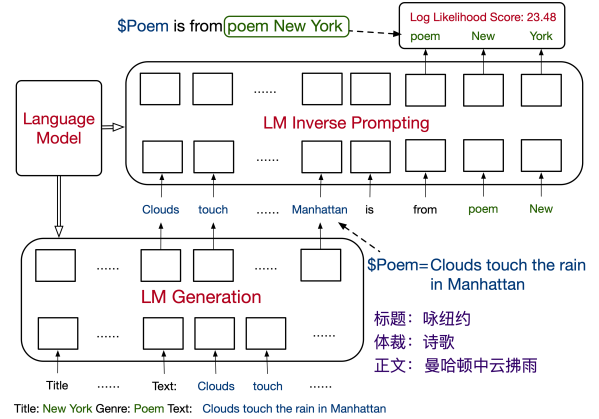 Log Likelihood Score: 23.48
$Poem is from poem New York
poem New York
Language Model
LM Inverse Prompting
......
......
Clouds touch ...... Manhattan is from poem New
$Poem=Clouds touch the rain
in Manhattan
...... ......
LM Generation
...... ......
Title ...... Text: Clouds touch ......
标题：咏纽约
体裁：诗歌
正文：曼哈顿中云拂雨
Title: New York Genre: Poem Text: Clouds touch the rain in Manhattan